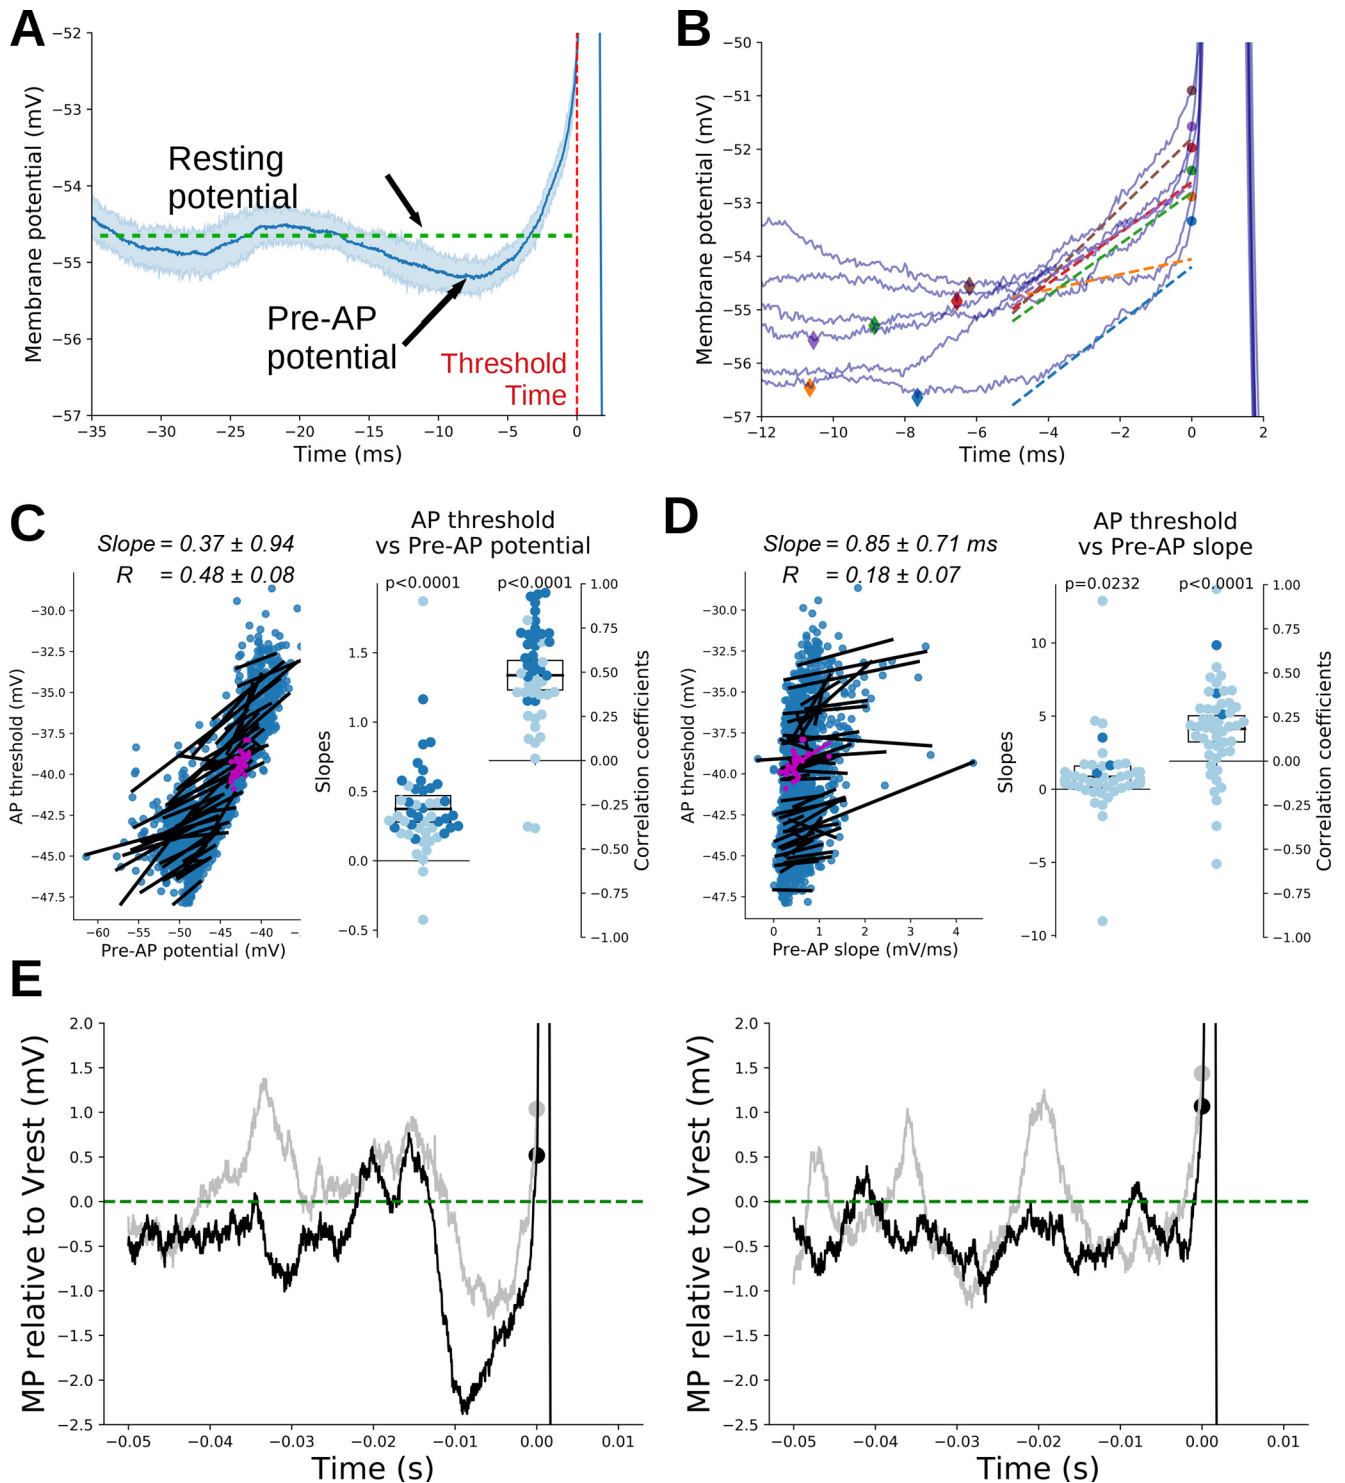 A
−52
−53
−54
−55
−56
−57
Membrane potential (mV)
Resting
potential
Pre-AP
potential
Threshold
Time
−35 −30 −25 −20 −15 −10 −5 0
Time (ms)
B
−50
−51
−52
−53
−54
−55
−56
−57
Membrane potential (mV)
−12 −10 −8 −6 −4 −2 0 2
Time (ms)
C
Slope = 0.37 ± 0.94
R = 0.48 ± 0.08
−30.0
−32.5
−35.0
−37.5
−40.0
−42.5
−45.0
−47.5
AP threshold (mV)
−60 −55 −50 −45 −40
Pre-AP potential (mV)
AP threshold
vs Pre-AP potential
p<0.0001 p<0.0001
1.5
1.0
0.5
0.0
−0.5
Slopes
1.00
0.75
0.50
0.25
0.00
−0.25
−0.50
−0.75
−1.00
Correlation coefficients
D
Slope = 0.85 ± 0.71 ms
R = 0.18 ± 0.07
−30.0
−32.5
−35.0
−37.5
−40.0
−42.5
−45.0
−47.5
AP threshold (mV)
0 1 2 3 4
Pre-AP slope (mV/ms)
AP threshold
vs Pre-AP slope
p=0.0232 p<0.0001
10
5
0
−5
−10
Slopes
1.00
0.75
0.50
0.25
0.00
−0.25
−0.50
−0.75
−1.00
Correlation coefficients
E
2.0
1.5
1.0
0.5
0.0
−0.5
−1.0
−1.5
−2.0
−2.5
MP relative to Vrest (mV)
−0.05 −0.04 −0.03 −0.02 −0.01 0.00 0.01
Time (s)
2.0
1.5
1.0
0.5
0.0
−0.5
−1.0
−1.5
−2.0
−2.5
MP relative to Vrest (mV)
−0.05 −0.04 −0.03 −0.02 −0.01 0.00 0.01
Time (s)